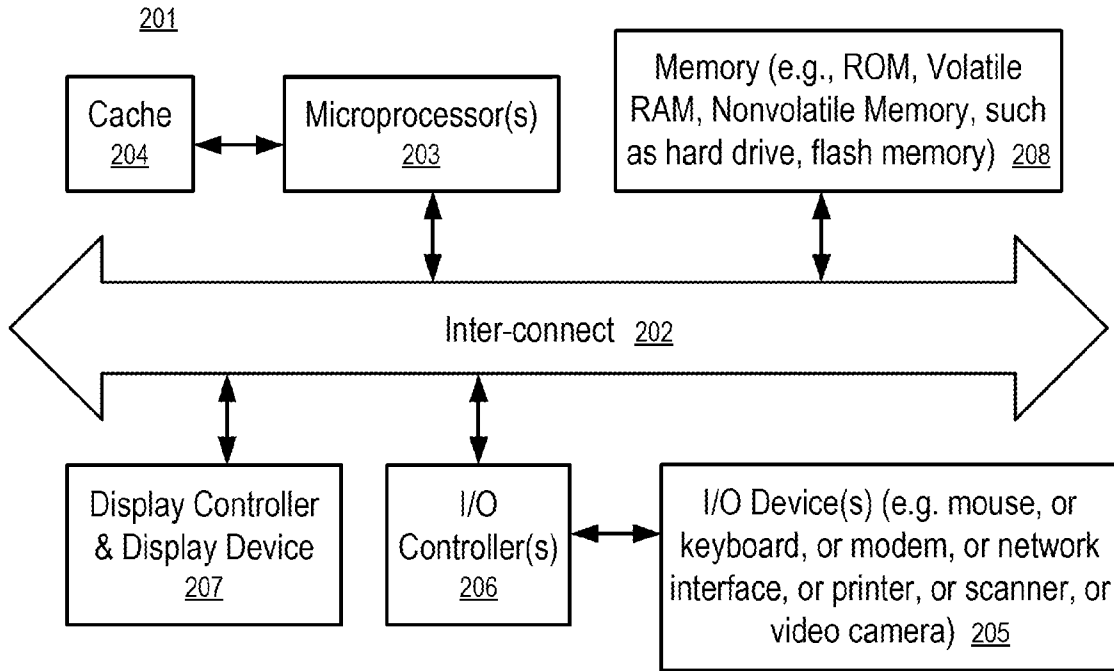 201
Cache
204
Microprocessor(s)
203
Memory (e.g., ROM, Volatile
RAM, Nonvolatile Memory, such
as hard drive, flash memory) 208
Inter-connect 202
Display Controller
& Display Device
207
I/O
Controller(s)
206
I/O Device(s) (e.g. mouse, or
keyboard, or modem, or network
interface, or printer, or scanner, or
video camera) 205